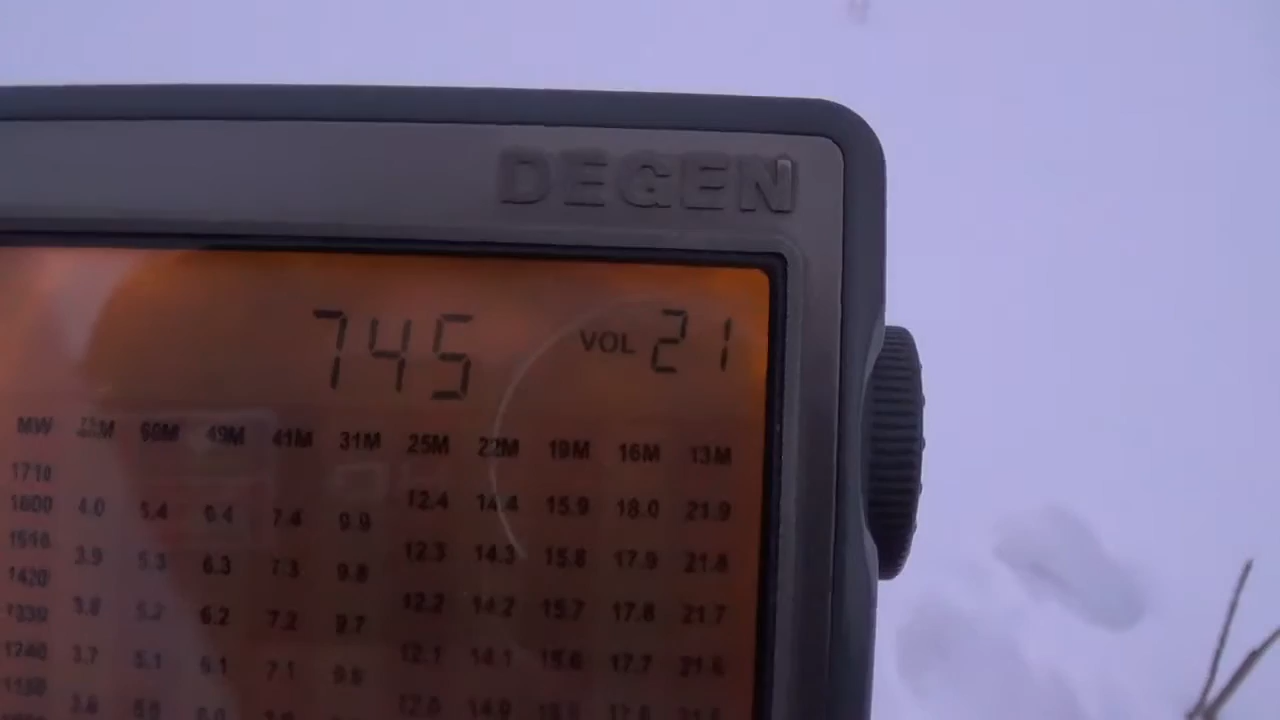 DEGEN
745 VOL 21
MW 60M 49M 41M 31M 25M 22M 19M 16M 13M
1710
1600 4.0 5.4 6.4 7.4 9.9 12.4 14.4 15.9 18.0 21.9
1510 3.9 5.3 6.3 7.3 9.8 12.3 14.3 15.8 17.9 21.8
1420
1330 3.8 5.2 6.2 7.2 9.7 12.2 14.2 15.7 17.8 21.7
1240 3.7 5.1 6.1 7.1 9.6 12.1 14.1 15.6 17.7 21.6
1150